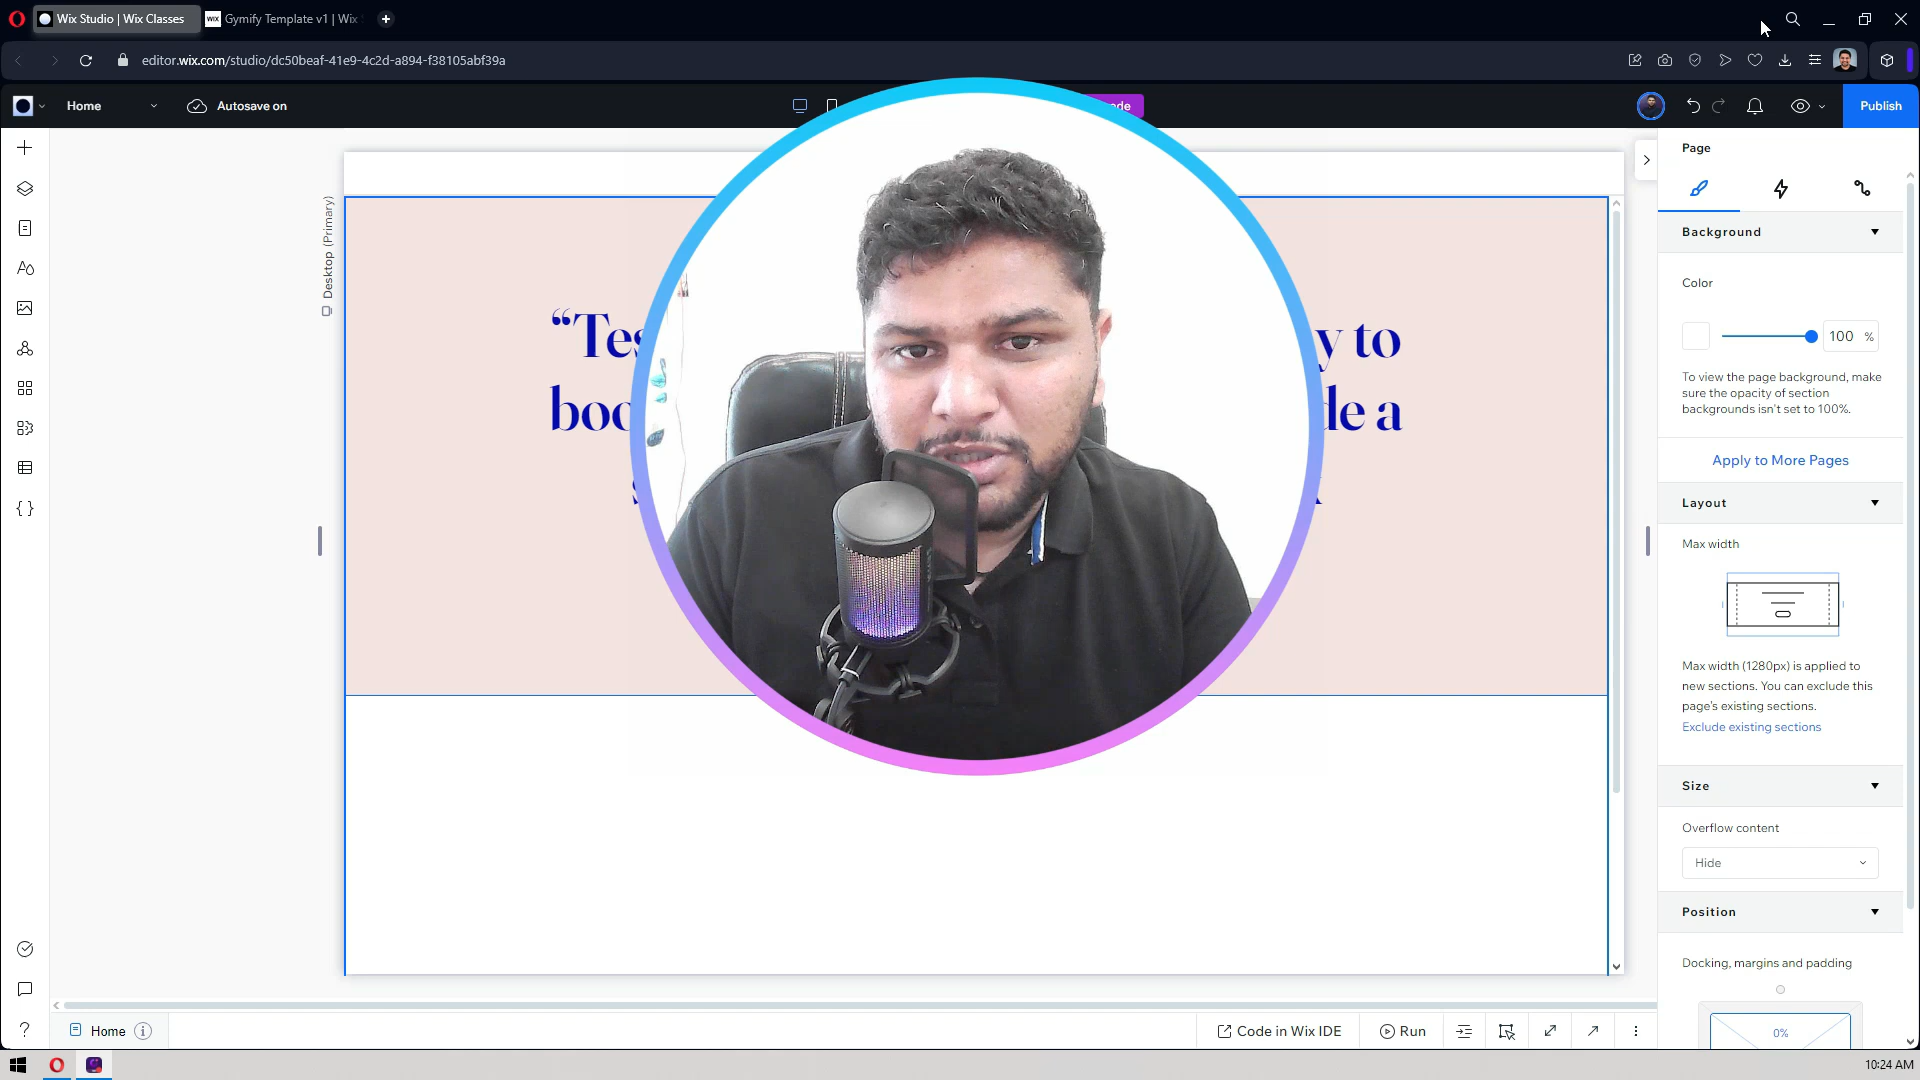 Wix Studio | Wix Classes
WiX Gymify Template v1 | Wix
editor.wix.com/studio/dc50beaf-41e9-4c2d-a894-f38105abf39a
Home
Autosave on
Publish
Desktop (Primary)
“Tes
y to
boo
de a
Page
Background
Color
100 %
To view the page background, make
sure the opacity of section
backgrounds isn't set to 100%.
Apply to More Pages
Layout
Max width
Max width (1280px) is applied to
new sections. You can exclude this
page's existing sections.
Exclude existing sections
Size
Overflow content
Hide
Position
Docking, margins and padding
0%
Home
Code in Wix IDE
Run
10:24 AM